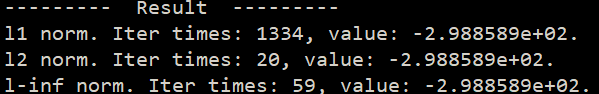 ---------  Result  ---------
l1 norm. Iter times: 1334, value: -2.988589e+02.
l2 norm. Iter times: 20, value: -2.988589e+02.
l-inf norm. Iter times: 59, value: -2.988589e+02.